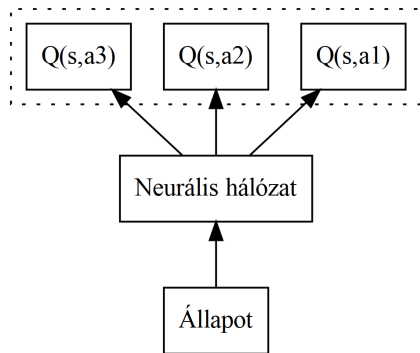 Q(s,a3)
Q(s,a2)
Q(s,a1)
Neurális hálózat
Állapot